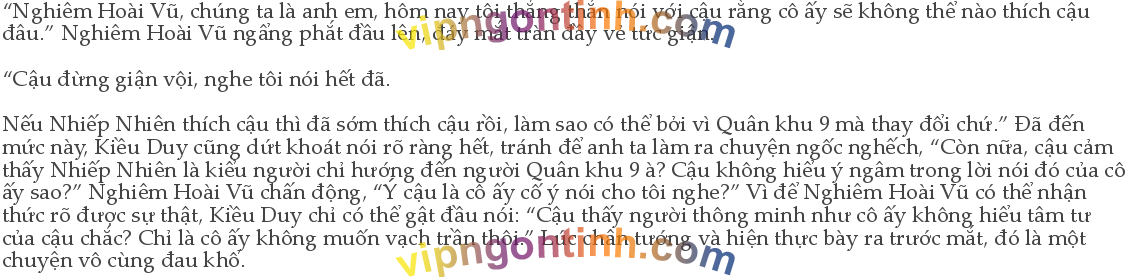 “Nghiêm Hoài Vũ, chúng ta là anh em, hôm nay tôi thẳng thắn nói với cậu rằng cô ấy sẽ không thể nào thích cậu
đâu.” Nghiêm Hoài Vũ ngẩng phắt đầu lên, đáy mắt tràn đầy vẻ tức giận.
“Cậu đừng giận vội, nghe tôi nói hết đã.
Nếu Nhiếp Nhiên thích cậu thì đã sớm thích cậu rồi, làm sao có thể bởi vì Quân khu 9 mà thay đổi chứ.” Đã đến
mức này, Kiều Duy cũng dứt khoát nói rõ ràng hết, tránh để anh ta làm ra chuyện ngốc nghếch, “Còn nữa, cậu cảm
thấy Nhiếp Nhiên là kiểu người chỉ hướng đến người Quân khu 9 à? Cậu không hiểu ý ngầm trong lời nói đó của cô
ấy sao?” Nghiêm Hoài Vũ chấn động, “Ý cậu là cô ấy cố ý nói cho tôi nghe?” Vì để Nghiêm Hoài Vũ có thể nhận
thức rõ được sự thật, Kiều Duy chỉ có thể gật đầu nói: “Cậu thấy người thông minh như cô ấy không hiểu tâm tư
của cậu chắc? Chỉ là cô ấy không muốn vạch trần thôi.” Lúc chân tướng và hiện thực bày ra trước mắt, đó là một
chuyện vô cùng đau khổ.
vipngontinh.com
vipngontinh.com